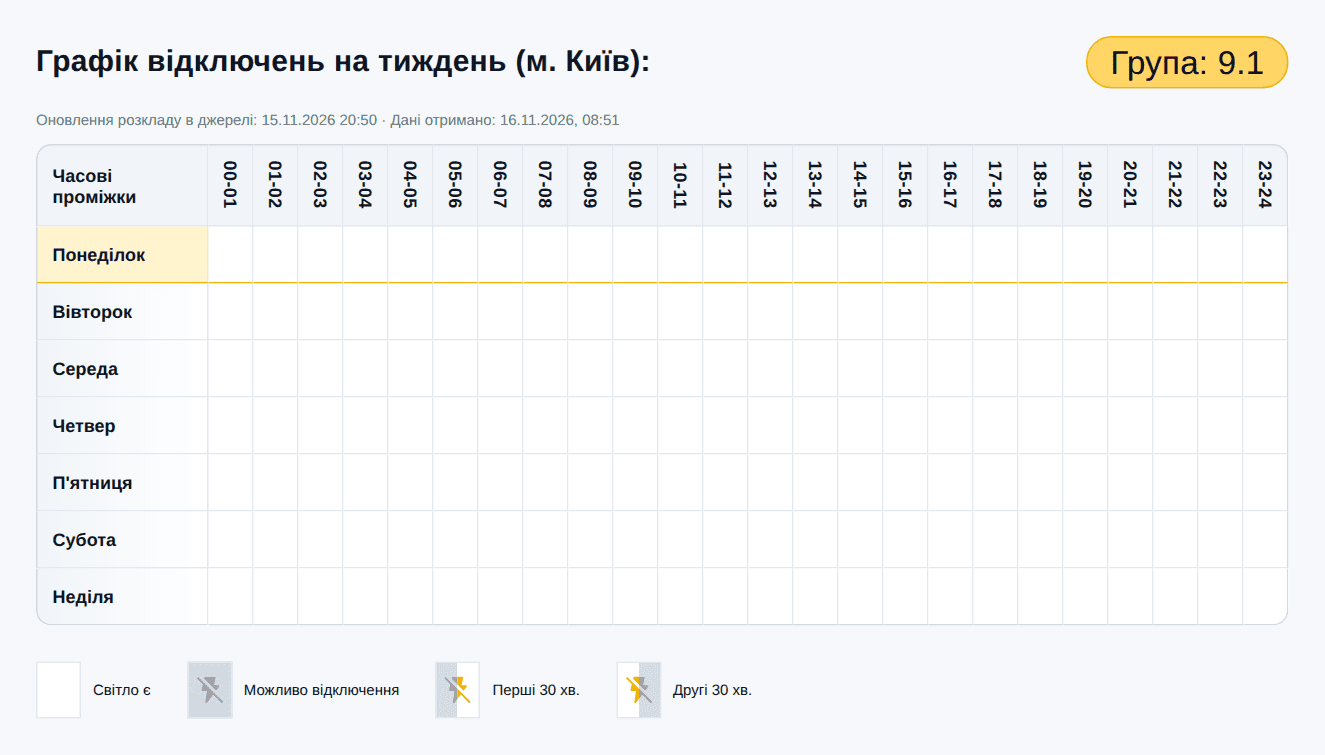 Графік відключень на тиждень (м. Київ):
Група: 9.1
Оновлення розкладу в джерелі: 15.11.2026 20:50 · Дані отримано: 16.11.2026, 08:51
Часові
проміжки
00-01
01-02
02-03
03-04
04-05
05-06
06-07
07-08
08-09
09-10
10-11
11-12
12-13
13-14
14-15
15-16
16-17
17-18
18-19
19-20
20-21
21-22
22-23
23-24
Понеділок
Вівторок
Середа
Четвер
П'ятниця
Субота
Неділя
Світло є
Можливо відключення
Перші 30 хв.
Другі 30 хв.